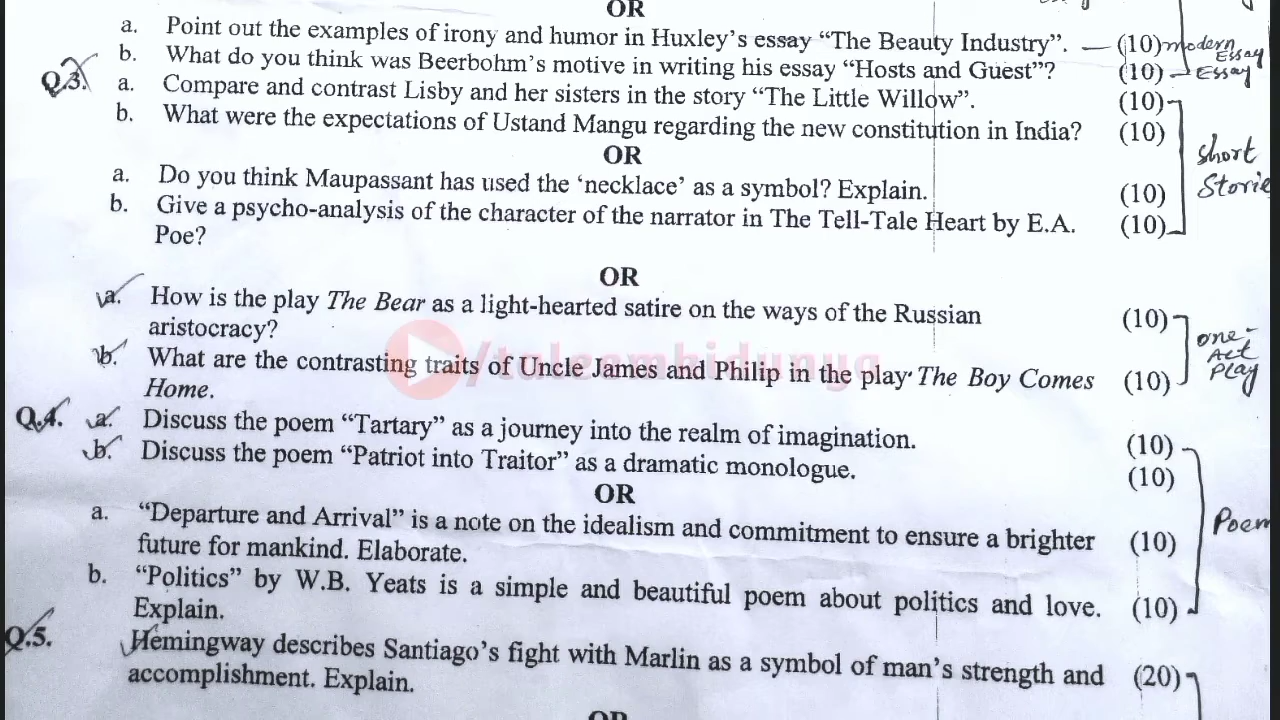 OR
a. Point out the examples of irony and humor in Huxley's essay "The Beauty Industry". — (10) modern Essay
b. What do you think was Beerbohm's motive in writing his essay "Hosts and Guest"? (10) Essay
Q.3. a. Compare and contrast Lisby and her sisters in the story "The Little Willow". (10)
b. What were the expectations of Ustand Mangu regarding the new constitution in India? (10)
Short Storie
OR
a. Do you think Maupassant has used the 'necklace' as a symbol? Explain. (10)
b. Give a psycho-analysis of the character of the narrator in The Tell-Tale Heart by E.A. (10)
Poe?
OR
a. How is the play The Bear as a light-hearted satire on the ways of the Russian (10)
aristocracy?
one-Act Play
b. What are the contrasting traits of Uncle James and Philip in the play The Boy Comes (10)
Home.
/taleemhidunya
Q.4. a. Discuss the poem "Tartary" as a journey into the realm of imagination. (10)
b. Discuss the poem "Patriot into Traitor" as a dramatic monologue. (10)
OR
a. "Departure and Arrival" is a note on the idealism and commitment to ensure a brighter (10)
future for mankind. Elaborate.
Poem
b. "Politics" by W.B. Yeats is a simple and beautiful poem about politics and love. (10)
Explain.
Q.5. Hemingway describes Santiago's fight with Marlin as a symbol of man's strength and (20)
accomplishment. Explain.
OR